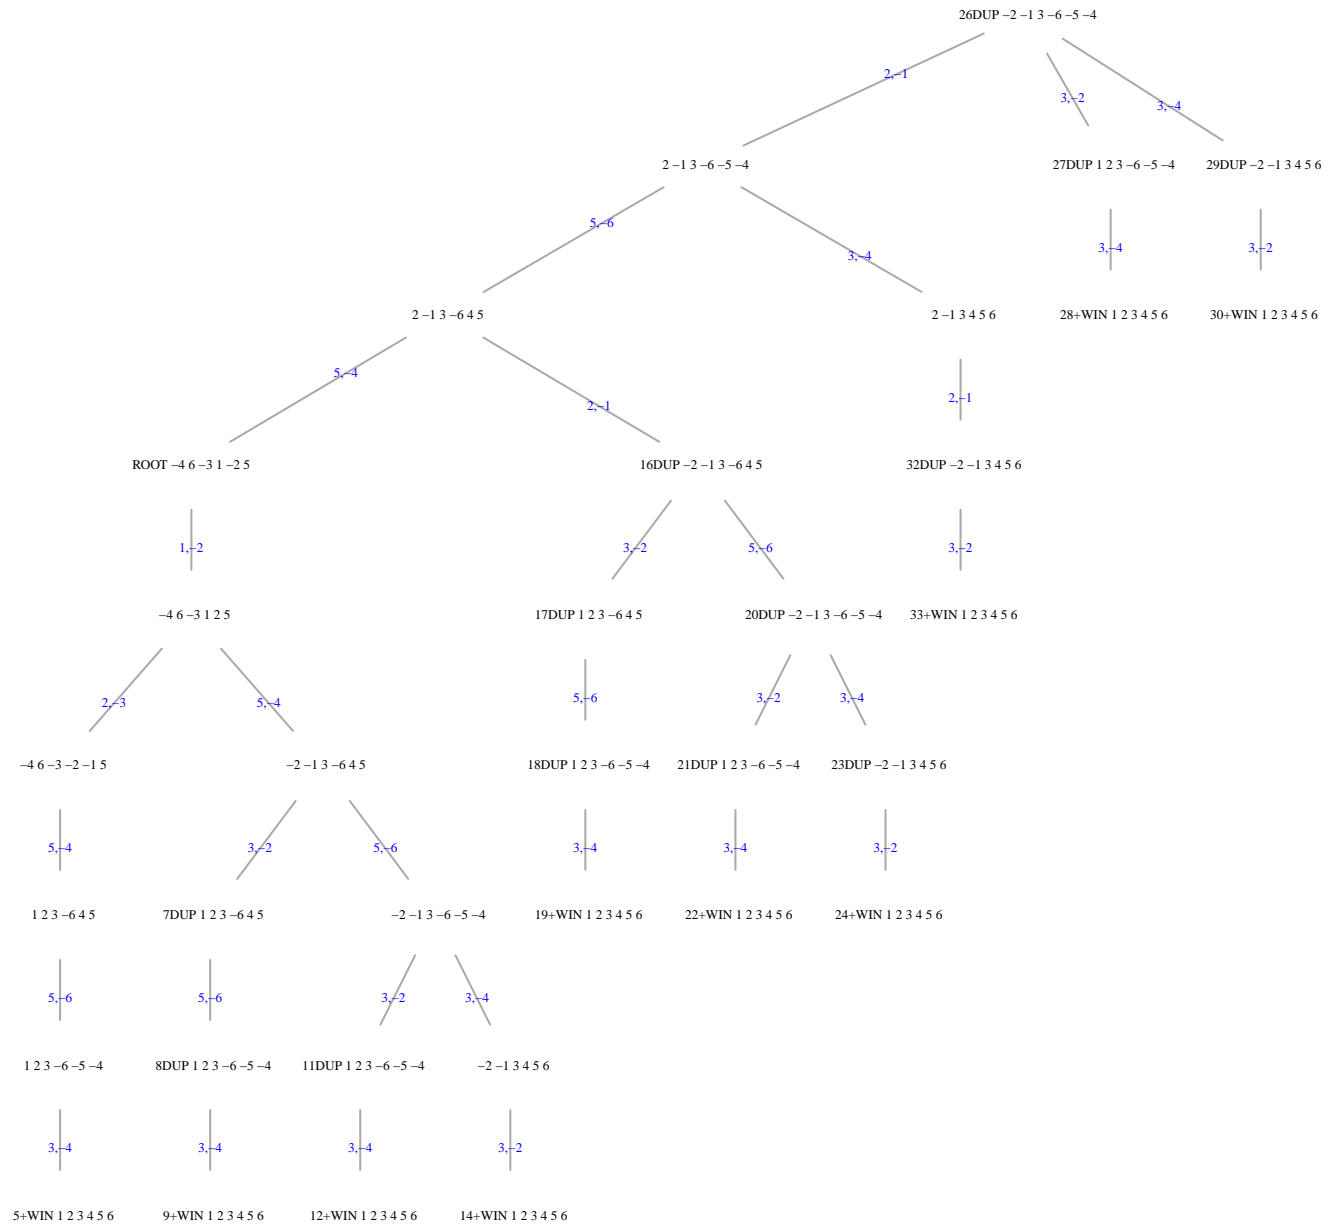 26DUP −2 −1 3 −6 −5 −4
2,−1
3,−2
3,−4
2 −1 3 −6 −5 −4
27DUP 1 2 3 −6 −5 −4
29DUP −2 −1 3 4 5 6
5,−6
3,−4
3,−4
3,−2
2 −1 3 −6 4 5
2 −1 3 4 5 6
28+WIN 1 2 3 4 5 6
30+WIN 1 2 3 4 5 6
5,−4
2,−1
2,−1
ROOT −4 6 −3 1 −2 5
16DUP −2 −1 3 −6 4 5
32DUP −2 −1 3 4 5 6
1,−2
3,−2
5,−6
3,−2
−4 6 −3 1 2 5
17DUP 1 2 3 −6 4 5
20DUP −2 −1 3 −6 −5 −4
33+WIN 1 2 3 4 5 6
2,−3
5,−4
5,−6
3,−2
3,−4
−4 6 −3 −2 −1 5
−2 −1 3 −6 4 5
18DUP 1 2 3 −6 −5 −4
21DUP 1 2 3 −6 −5 −4
23DUP −2 −1 3 4 5 6
5,−4
3,−2
5,−6
3,−4
3,−4
3,−2
1 2 3 −6 4 5
7DUP 1 2 3 −6 4 5
−2 −1 3 −6 −5 −4
19+WIN 1 2 3 4 5 6
22+WIN 1 2 3 4 5 6
24+WIN 1 2 3 4 5 6
5,−6
5,−6
3,−2
3,−4
1 2 3 −6 −5 −4
8DUP 1 2 3 −6 −5 −4
11DUP 1 2 3 −6 −5 −4
−2 −1 3 4 5 6
3,−4
3,−4
3,−4
3,−2
5+WIN 1 2 3 4 5 6
9+WIN 1 2 3 4 5 6
12+WIN 1 2 3 4 5 6
14+WIN 1 2 3 4 5 6